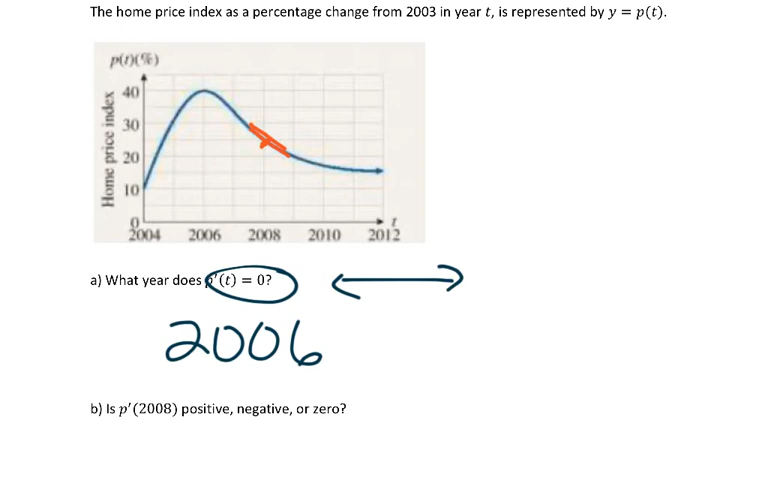 The home price index as a percentage change from 2003 in year t, is represented by y = p(t).
p(t)(%)
Home price index
40
30
20
10
0
2004 2006 2008 2010 2012
t
a) What year does p′(t) = 0?
2006
b) Is p′(2008) positive, negative, or zero?